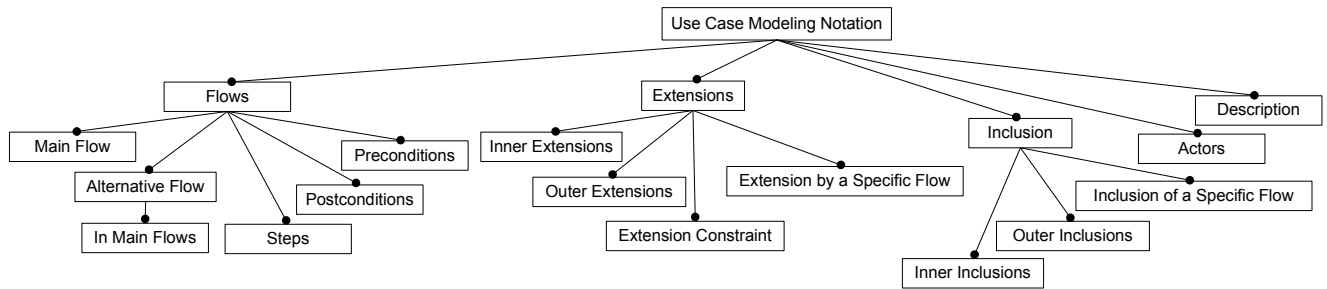 Use Case Modeling Notation
Flows
Extensions
Description
Main Flow
Preconditions
Inner Extensions
Inclusion
Actors
Alternative Flow
Postconditions
Outer Extensions
Extension by a Specific Flow
Inclusion of a Specific Flow
In Main Flows
Steps
Extension Constraint
Outer Inclusions
Inner Inclusions